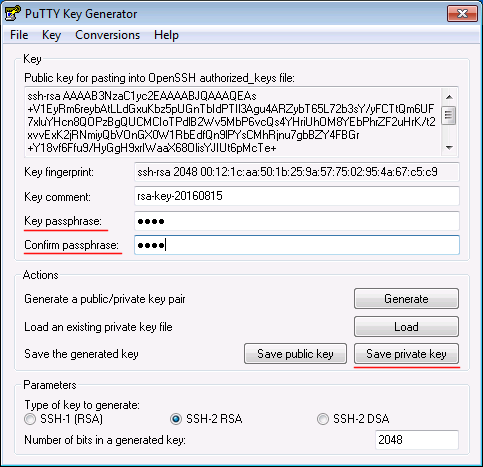 PuTTY Key Generator
File Key Conversions Help
Key
Public key for pasting into OpenSSH authorized_keys file:
ssh-rsa AAAAB3NzaC1yc2EAAAABJQAAAQEAs
+V1EyRm6reybAtLLdGxuKbz5pUGnTbIdPTIl3Agu4ARZybT65L72b3sY/yFCTtQm6UF
7xluYHcn8QOPzBgQUCMCIoTPdlB2Wv5MbP6vcQs4YHriUhOM8YEbPhrZF2uHrK/t2
xvvExK2jRNmiyQbVOnGX0W1RbEdfQn9lPYsCMhRjnu7gbBZY4FBGr
+Y18vf6Ffu9/HyGgH9xrIWaaX68OlisYJIUt6pMcTe+
Key fingerprint: ssh-rsa 2048 00:12:1c:aa:50:1b:25:9a:57:75:02:95:4a:67:c5:c9
Key comment: rsa-key-20160815
Key passphrase: ●●●●
Confirm passphrase: ●●●●
Actions
Generate a public/private key pair Generate
Load an existing private key file Load
Save the generated key Save public key Save private key
Parameters
Type of key to generate:
SSH-1 (RSA) SSH-2 RSA SSH-2 DSA
Number of bits in a generated key: 2048